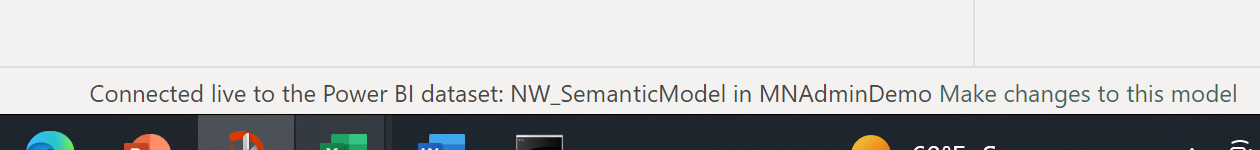 Connected live to the Power BI dataset: NW_SemanticModel in MNAdminDemo Make changes to this model